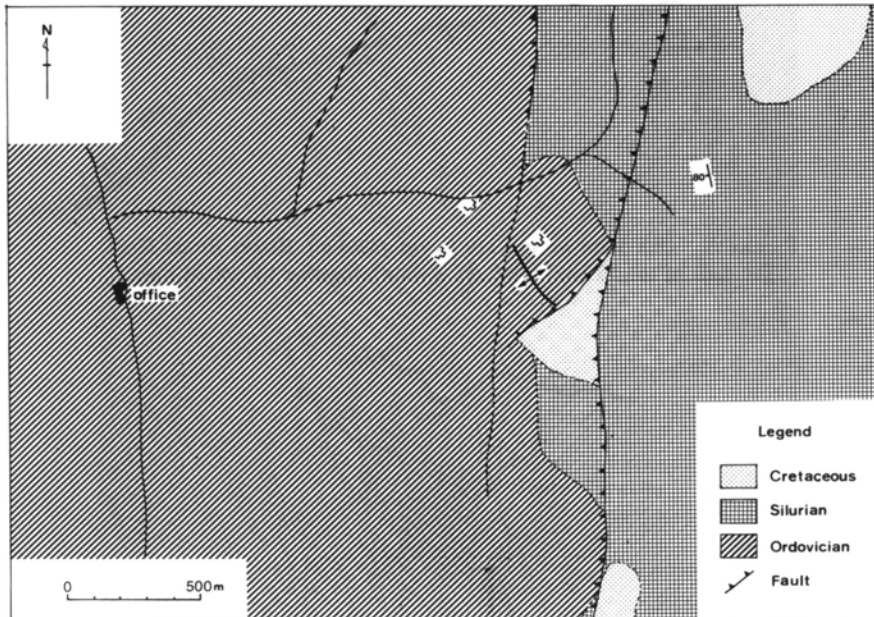 N
80
office
Legend
Cretaceous
Silurian
Ordovician
Fault
0 500m